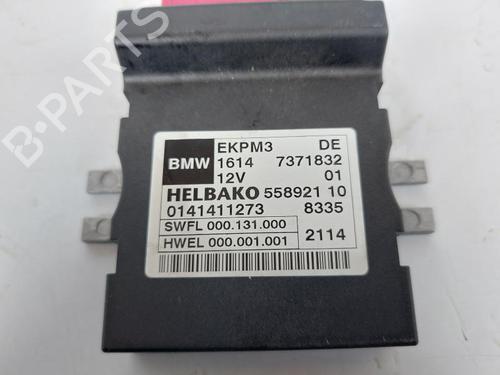 B-PARTS
EKPM3 DE
BMW 1614 7371832
12V 01
HELBAKO 558921 10
0141411273 8335
SWFL 000.131.000
HWEL 000.001.001 2114